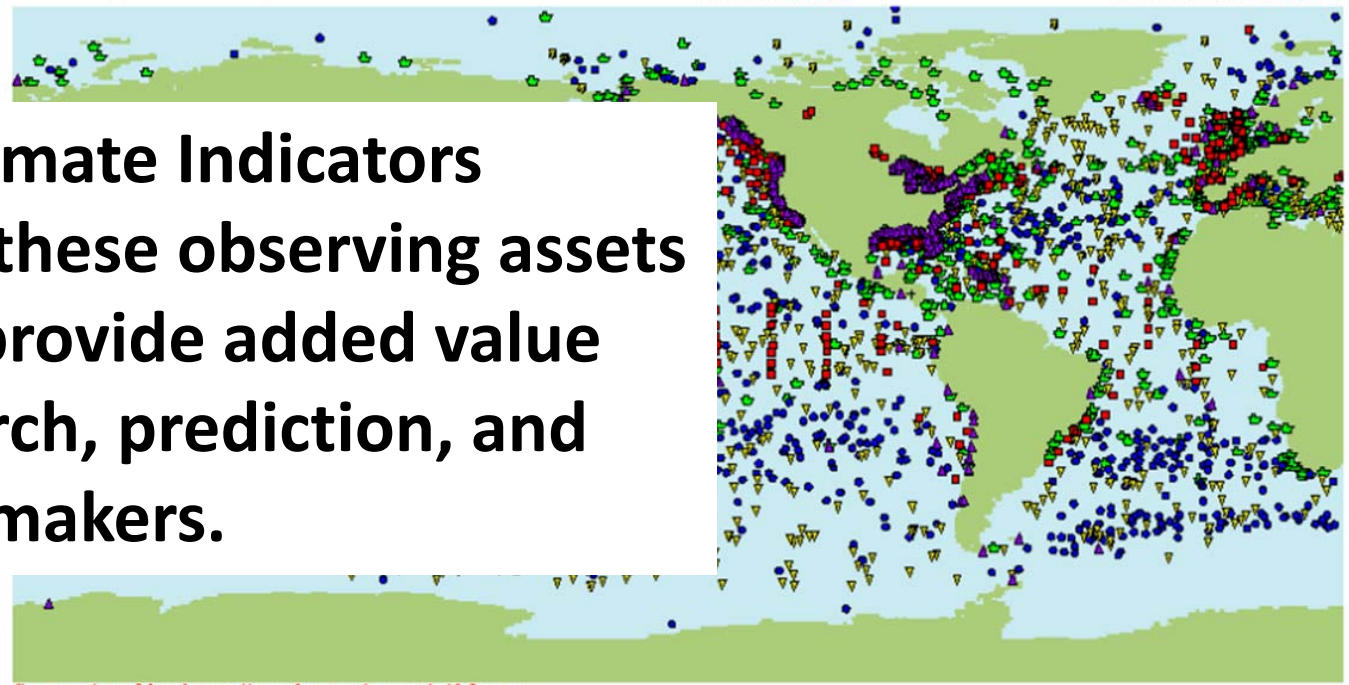 mate Indicators
these observing assets
provide added value
rch, prediction, and
makers.